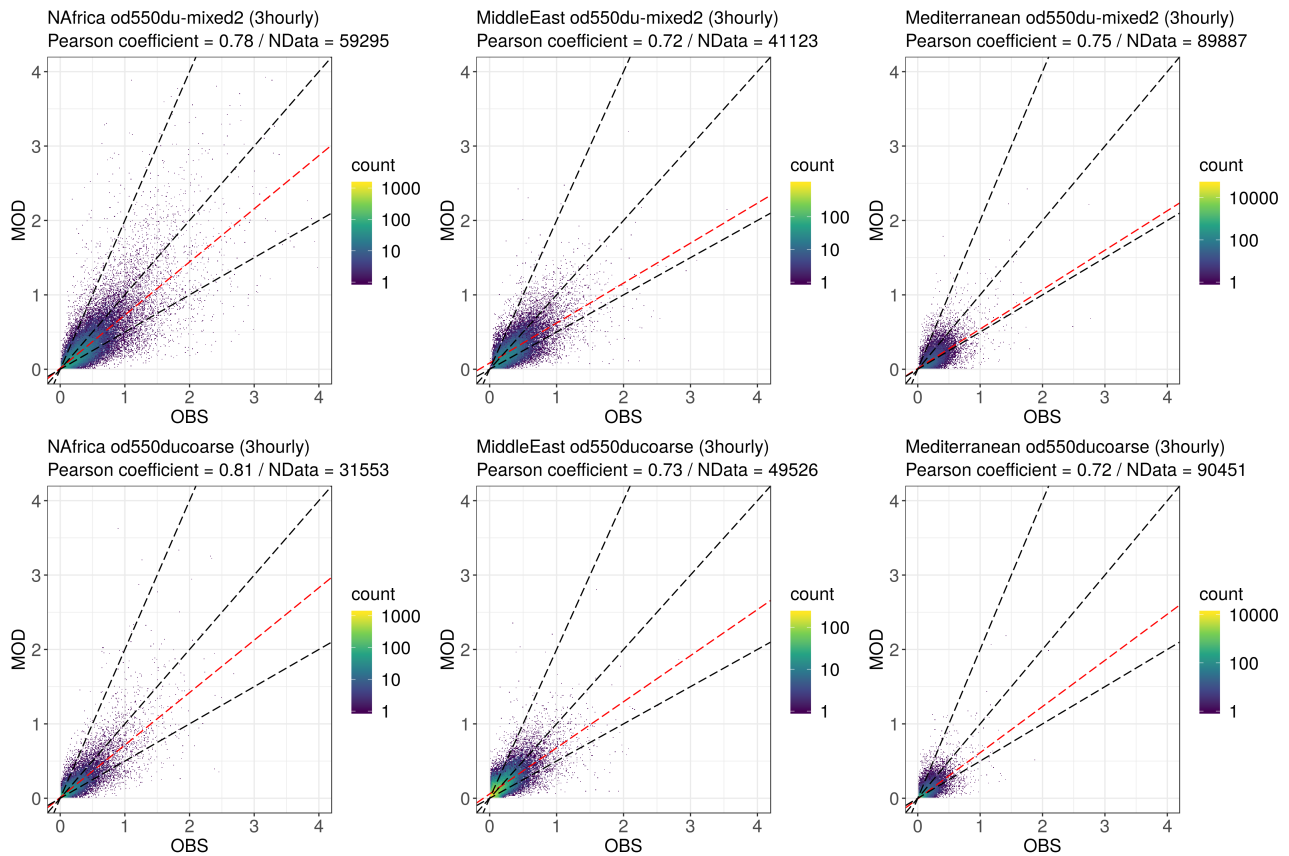 NAfrica od550du-mixed2 (3hourly)
Pearson coefficient = 0.78 / NData = 59295
4
3
2
1
0
MOD
0 1 2 3 4
OBS
count
1000
100
10
1
MiddleEast od550du-mixed2 (3hourly)
Pearson coefficient = 0.72 / NData = 41123
4
3
2
1
0
MOD
0 1 2 3 4
OBS
count
100
10
1
Mediterranean od550du-mixed2 (3hourly)
Pearson coefficient = 0.75 / NData = 89887
4
3
2
1
0
MOD
0 1 2 3 4
OBS
count
10000
100
1
NAfrica od550ducoarse (3hourly)
Pearson coefficient = 0.81 / NData = 31553
4
3
2
1
0
MOD
0 1 2 3 4
OBS
count
1000
100
10
1
MiddleEast od550ducoarse (3hourly)
Pearson coefficient = 0.73 / NData = 49526
4
3
2
1
0
MOD
0 1 2 3 4
OBS
count
100
10
1
Mediterranean od550ducoarse (3hourly)
Pearson coefficient = 0.72 / NData = 90451
4
3
2
1
0
MOD
0 1 2 3 4
OBS
count
10000
100
1